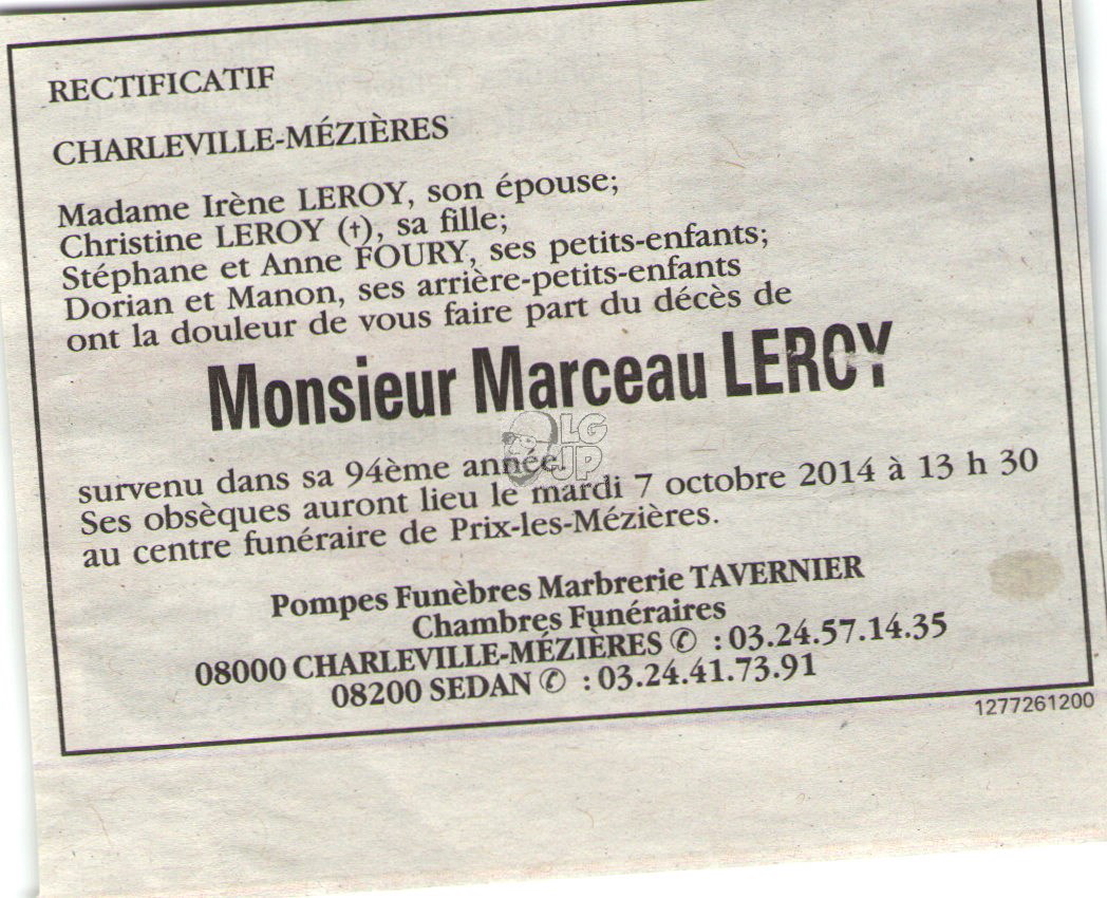 RECTIFICATIF
CHARLEVILLE-MÉZIÈRES
Madame Irène LEROY, son épouse;
Christine LEROY (†), sa fille;
Stéphane et Anne FOURY, ses petits-enfants;
Dorian et Manon, ses arrière-petits-enfants
ont la douleur de vous faire part du décès de
Monsieur Marceau LEROY
LG
JP
survenu dans sa 94ème année.
Ses obsèques auront lieu le mardi 7 octobre 2014 à 13 h 30
au centre funéraire de Prix-les-Mézières.
Pompes Funèbres Marbrerie TAVERNIER
Chambres Funéraires
08000 CHARLEVILLE-MÉZIÈRES ✆ : 03.24.57.14.35
08200 SEDAN ✆ : 03.24.41.73.91
1277261200